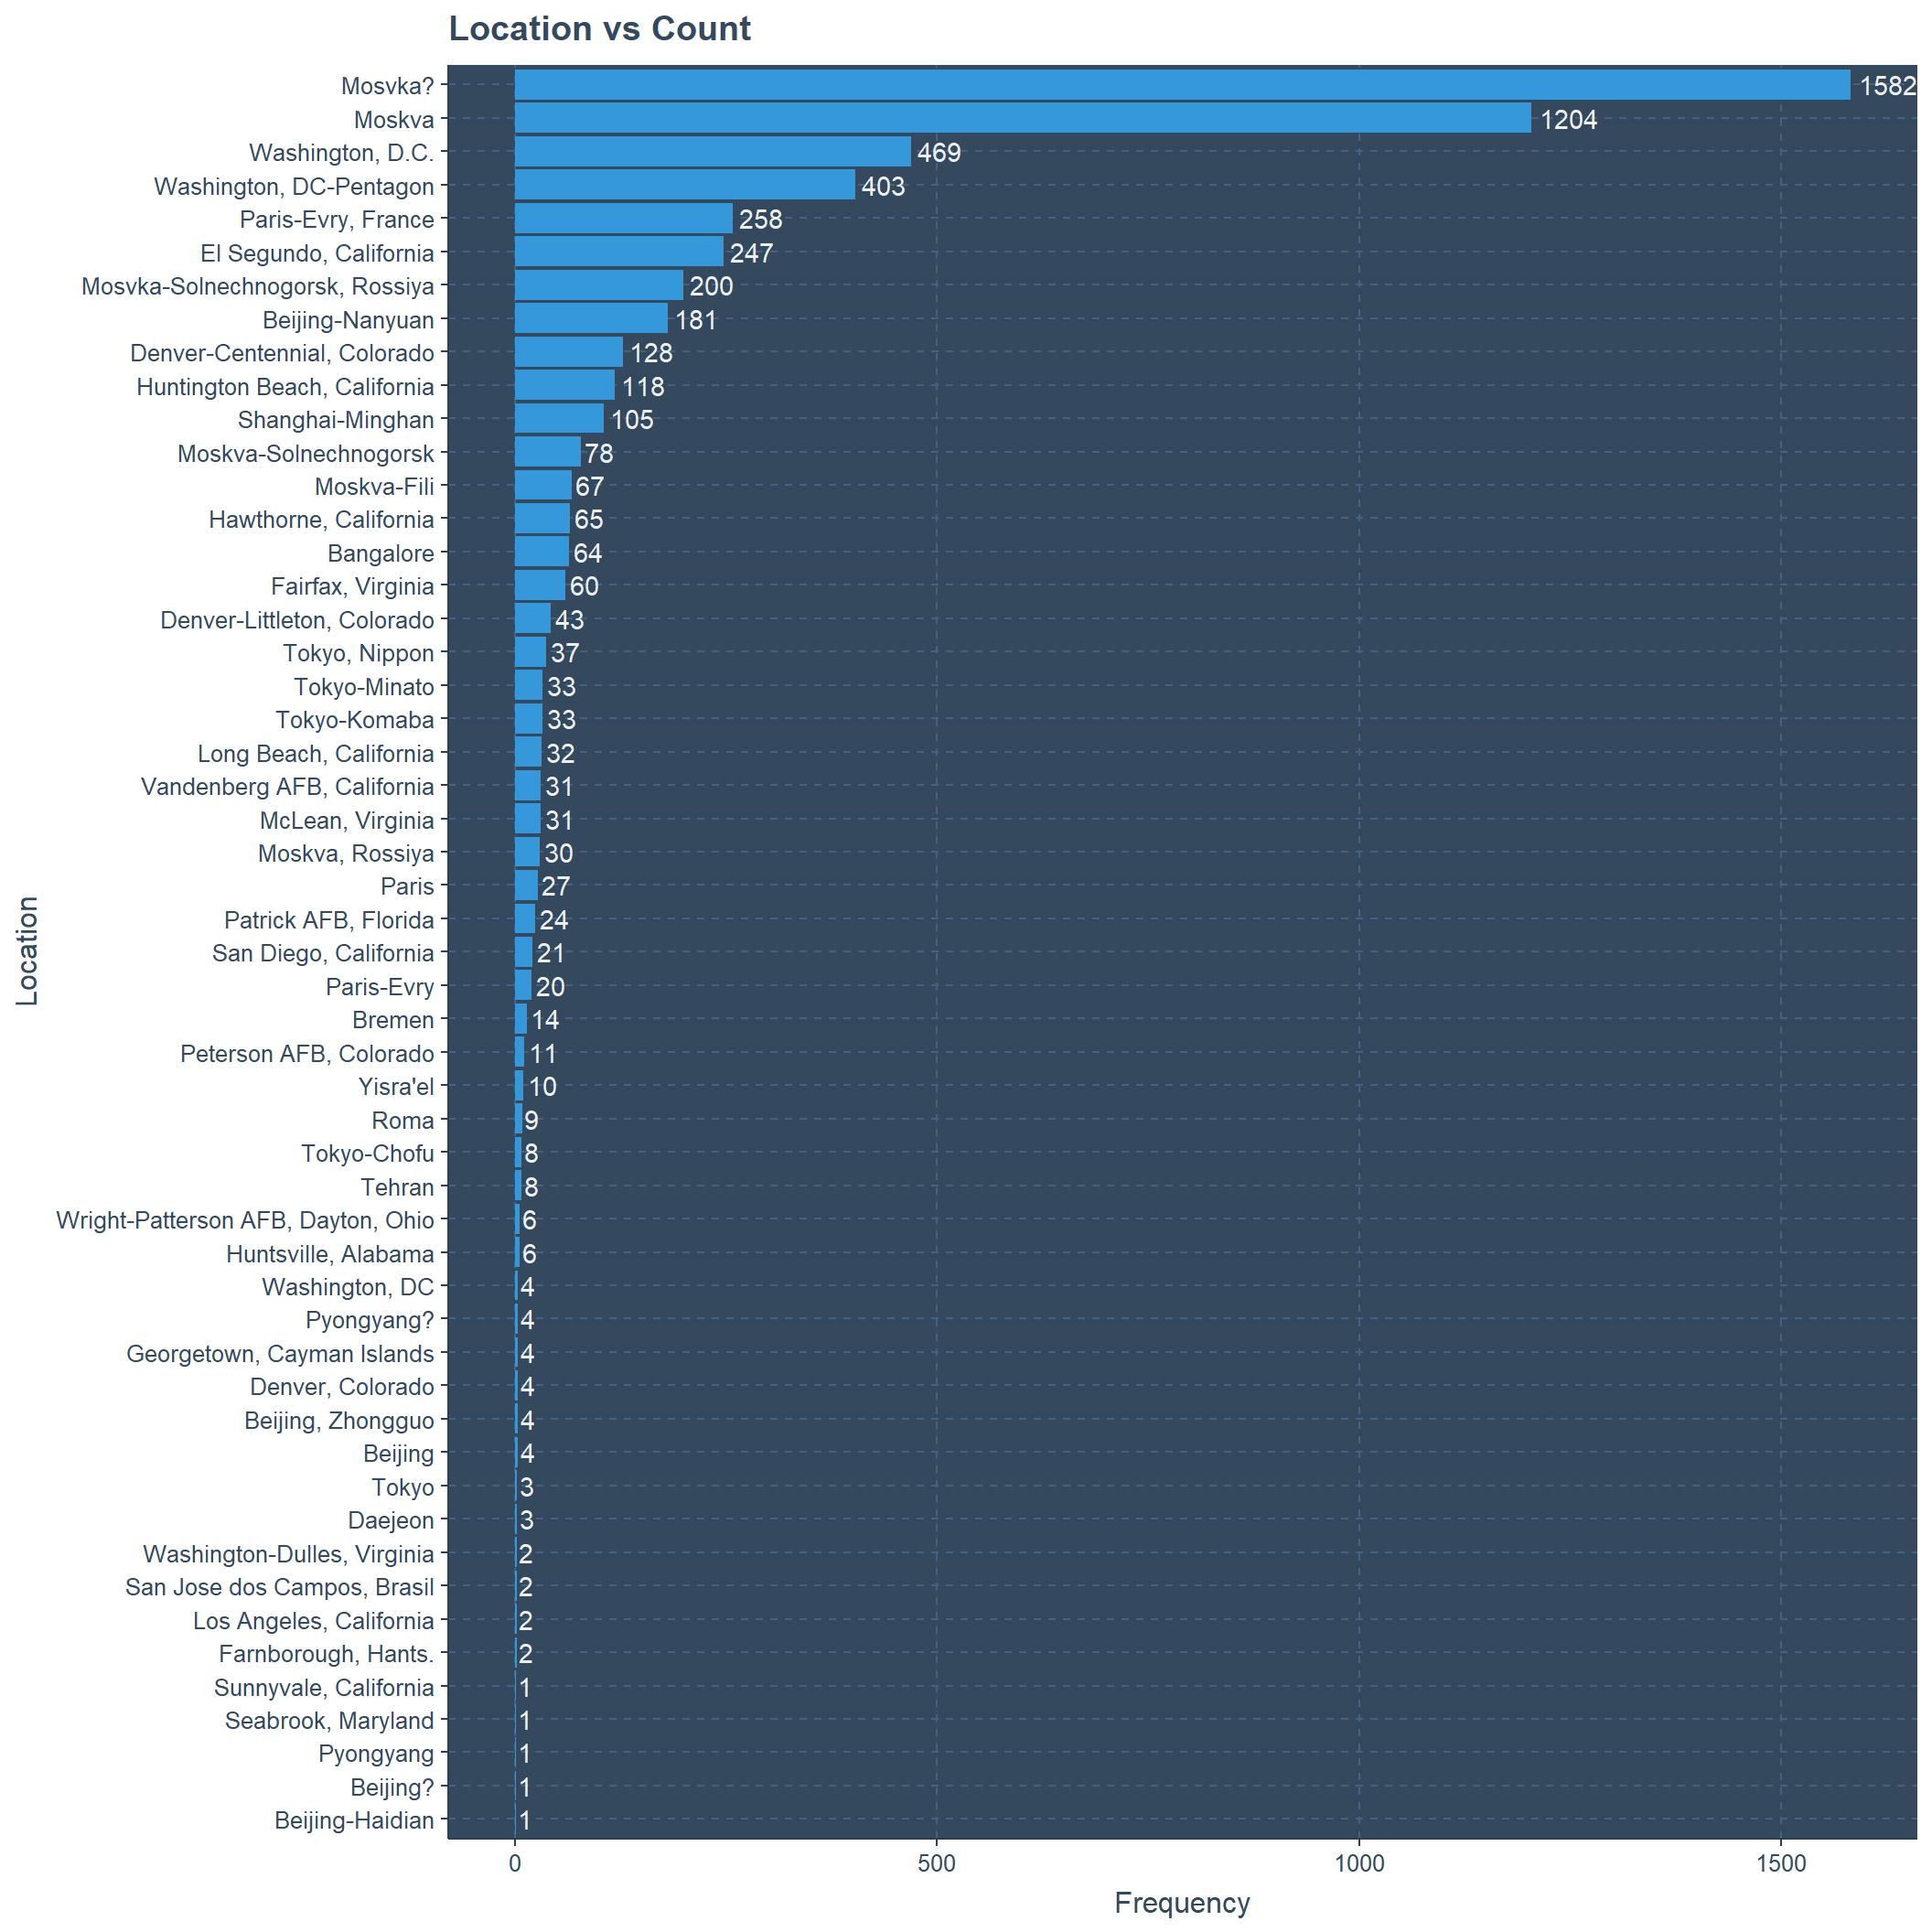 Location vs Count
Mosvka? 1582
Moskva 1204
Washington, D.C. 469
Washington, DC-Pentagon 403
Paris-Evry, France 258
El Segundo, California 247
Mosvka-Solnechnogorsk, Rossiya 200
Beijing-Nanyuan 181
Denver-Centennial, Colorado 128
Huntington Beach, California 118
Shanghai-Minghan 105
Moskva-Solnechnogorsk 78
Moskva-Fili 67
Hawthorne, California 65
Bangalore 64
Fairfax, Virginia 60
Denver-Littleton, Colorado 43
Tokyo, Nippon 37
Tokyo-Minato 33
Tokyo-Komaba 33
Long Beach, California 32
Vandenberg AFB, California 31
McLean, Virginia 31
Moskva, Rossiya 30
Paris 27
Patrick AFB, Florida 24
San Diego, California 21
Paris-Evry 20
Bremen 14
Peterson AFB, Colorado 11
Yisra'el 10
Roma 9
Tokyo-Chofu 8
Tehran 8
Wright-Patterson AFB, Dayton, Ohio 6
Huntsville, Alabama 6
Washington, DC 4
Pyongyang? 4
Georgetown, Cayman Islands 4
Denver, Colorado 4
Beijing, Zhongguo 4
Beijing 4
Tokyo 3
Daejeon 3
Washington-Dulles, Virginia 2
San Jose dos Campos, Brasil 2
Los Angeles, California 2
Farnborough, Hants. 2
Sunnyvale, California 1
Seabrook, Maryland 1
Pyongyang 1
Beijing? 1
Beijing-Haidian 1
Location
0 500 1000 1500
Frequency